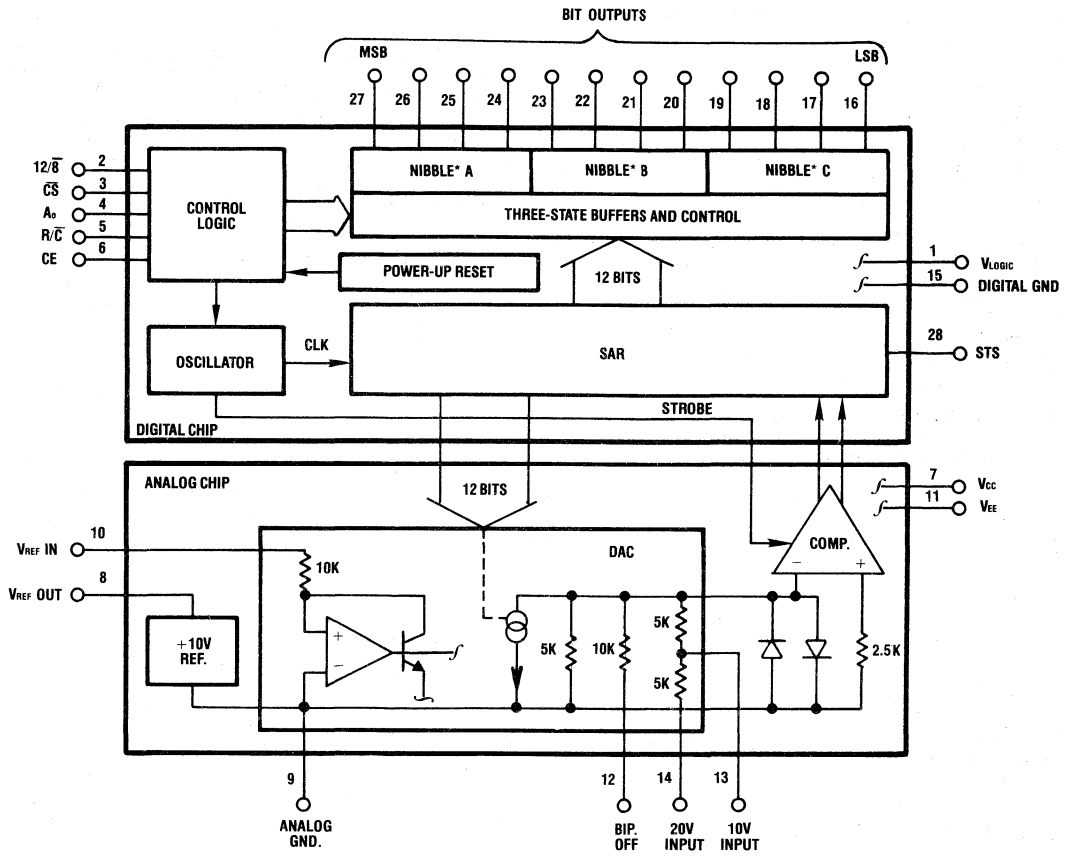 BIT OUTPUTS
MSB
LSB
27 26 25 24 23 22 21 20 19 18 17 16
12/8̅ 2
C̅S̅ 3
A₀ 4
R/C̅ 5
CE 6
CONTROL
LOGIC
NIBBLE* A
NIBBLE* B
NIBBLE* C
THREE-STATE BUFFERS AND CONTROL
POWER-UP RESET
12 BITS
1 VLOGIC
15 DIGITAL GND
OSCILLATOR
CLK
SAR
28 STS
STROBE
DIGITAL CHIP
ANALOG CHIP
12 BITS
7 VCC
11 VEE
COMP.
- +
VREF IN 10
VREF OUT 8
DAC
10K
+10V
REF.
+
-
5K
10K
5K
5K
2.5K
9
12
14
13
ANALOG
GND.
BIP.
OFF
20V
INPUT
10V
INPUT